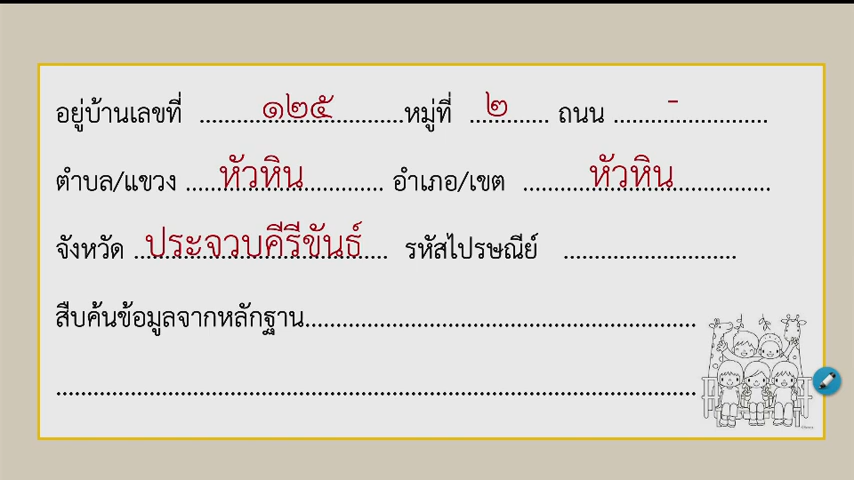 อยู่บ้านเลขที่ ....................๑๒๕....................หมู่ที่ .....๒..... ถนน ..........-..........
ตำบล/แขวง .....หัวหิน............... อำเภอ/เขต ..........หัวหิน...............
จังหวัด ..ประจวบคีรีขันธ์.... รหัสไปรษณีย์ ............................
สืบค้นข้อมูลจากหลักฐาน................................................................
........................................................................................................